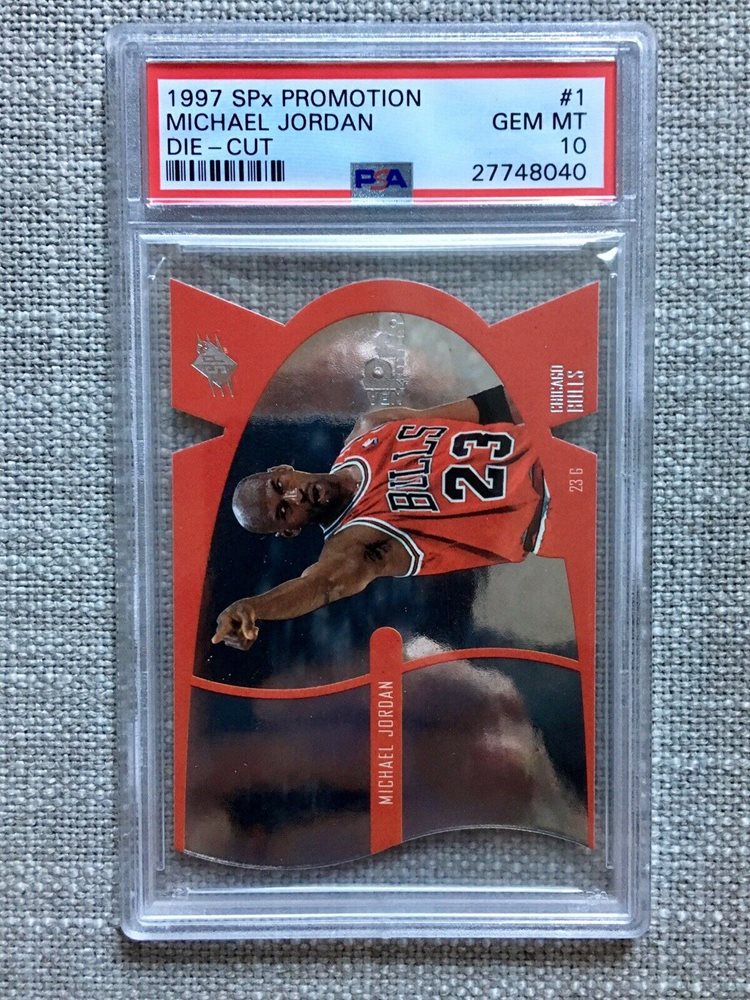 1997 SPx PROMOTION #1
MICHAEL JORDAN GEM MT
DIE-CUT 10
27748040
PSA
SPx
CHICAGO
BULLS
23 G
BULLS
23
MICHAEL JORDAN